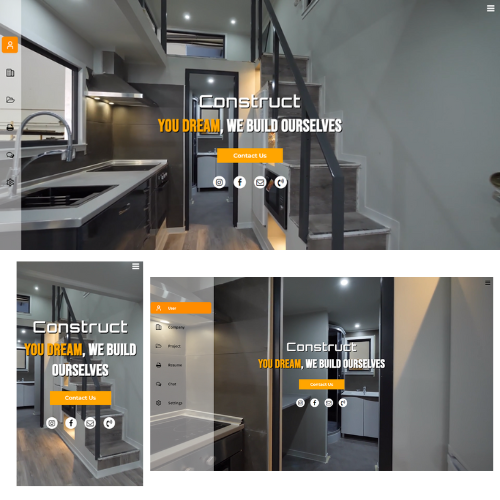 Construct
YOU DREAM, WE BUILD OURSELVES
Contact Us
Construct
YOU DREAM, WE BUILD
OURSELVES
Contact Us
User
Company
Project
Resume
Chat
Settings
Construct
YOU DREAM, WE BUILD OURSELVES
Contact Us